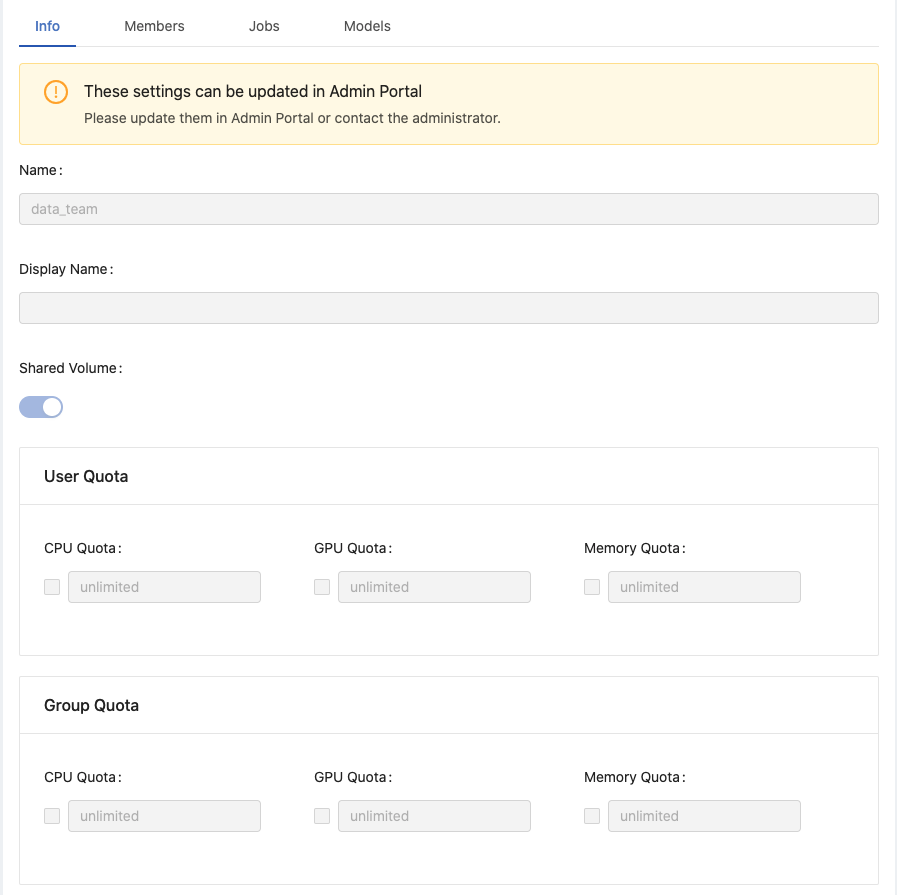 Info Members Jobs Models
These settings can be updated in Admin Portal
Please update them in Admin Portal or contact the administrator.
Name:
data_team
Display Name:
Shared Volume:
User Quota
CPU Quota: GPU Quota: Memory Quota:
unlimited unlimited unlimited
Group Quota
CPU Quota: GPU Quota: Memory Quota:
unlimited unlimited unlimited